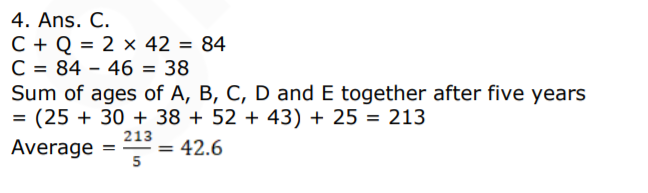 4. Ans. C.
C + Q = 2 × 42 = 84
C = 84 – 46 = 38
Sum of ages of A, B, C, D and E together after five years
= (25 + 30 + 38 + 52 + 43) + 25 = 213
Average = 213/5 = 42.6